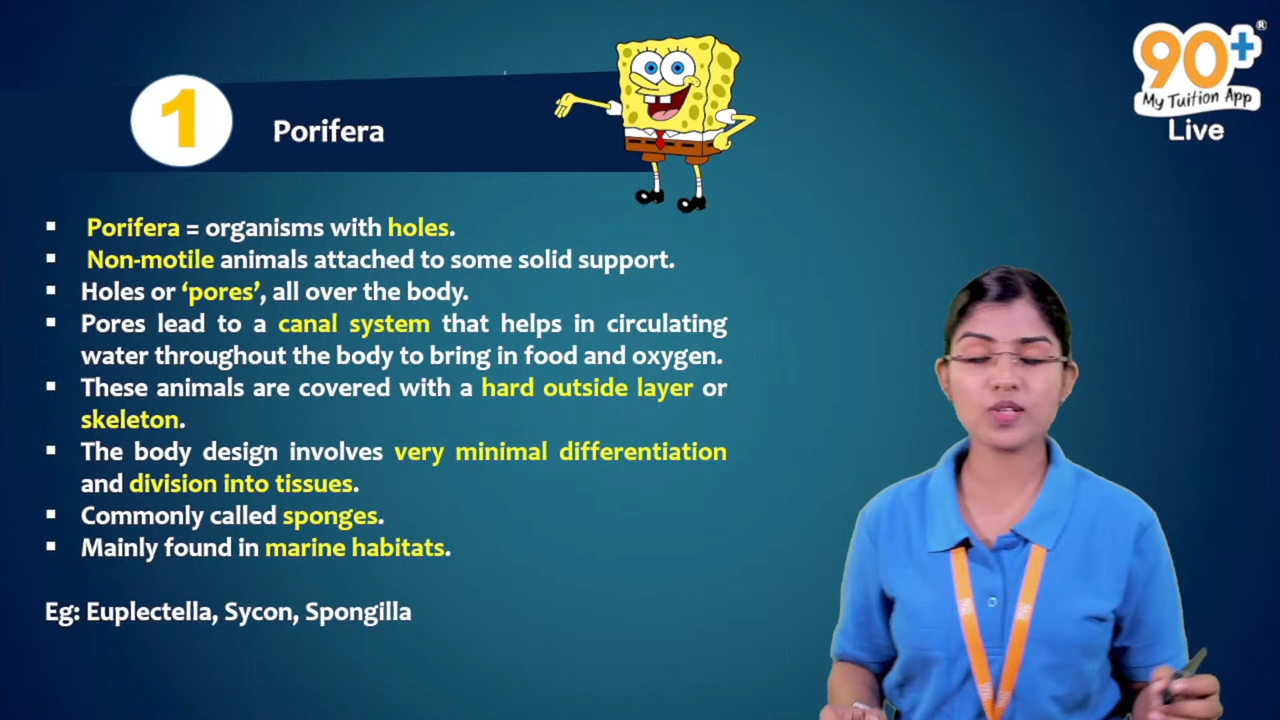 1
Porifera
90+
®
My Tuition App
Live
▪ Porifera = organisms with holes.
▪ Non-motile animals attached to some solid support.
▪ Holes or ‘pores’, all over the body.
▪ Pores lead to a canal system that helps in circulating
water throughout the body to bring in food and oxygen.
▪ These animals are covered with a hard outside layer or
skeleton.
▪ The body design involves very minimal differentiation
and division into tissues.
▪ Commonly called sponges.
▪ Mainly found in marine habitats.
Eg: Euplectella, Sycon, Spongilla